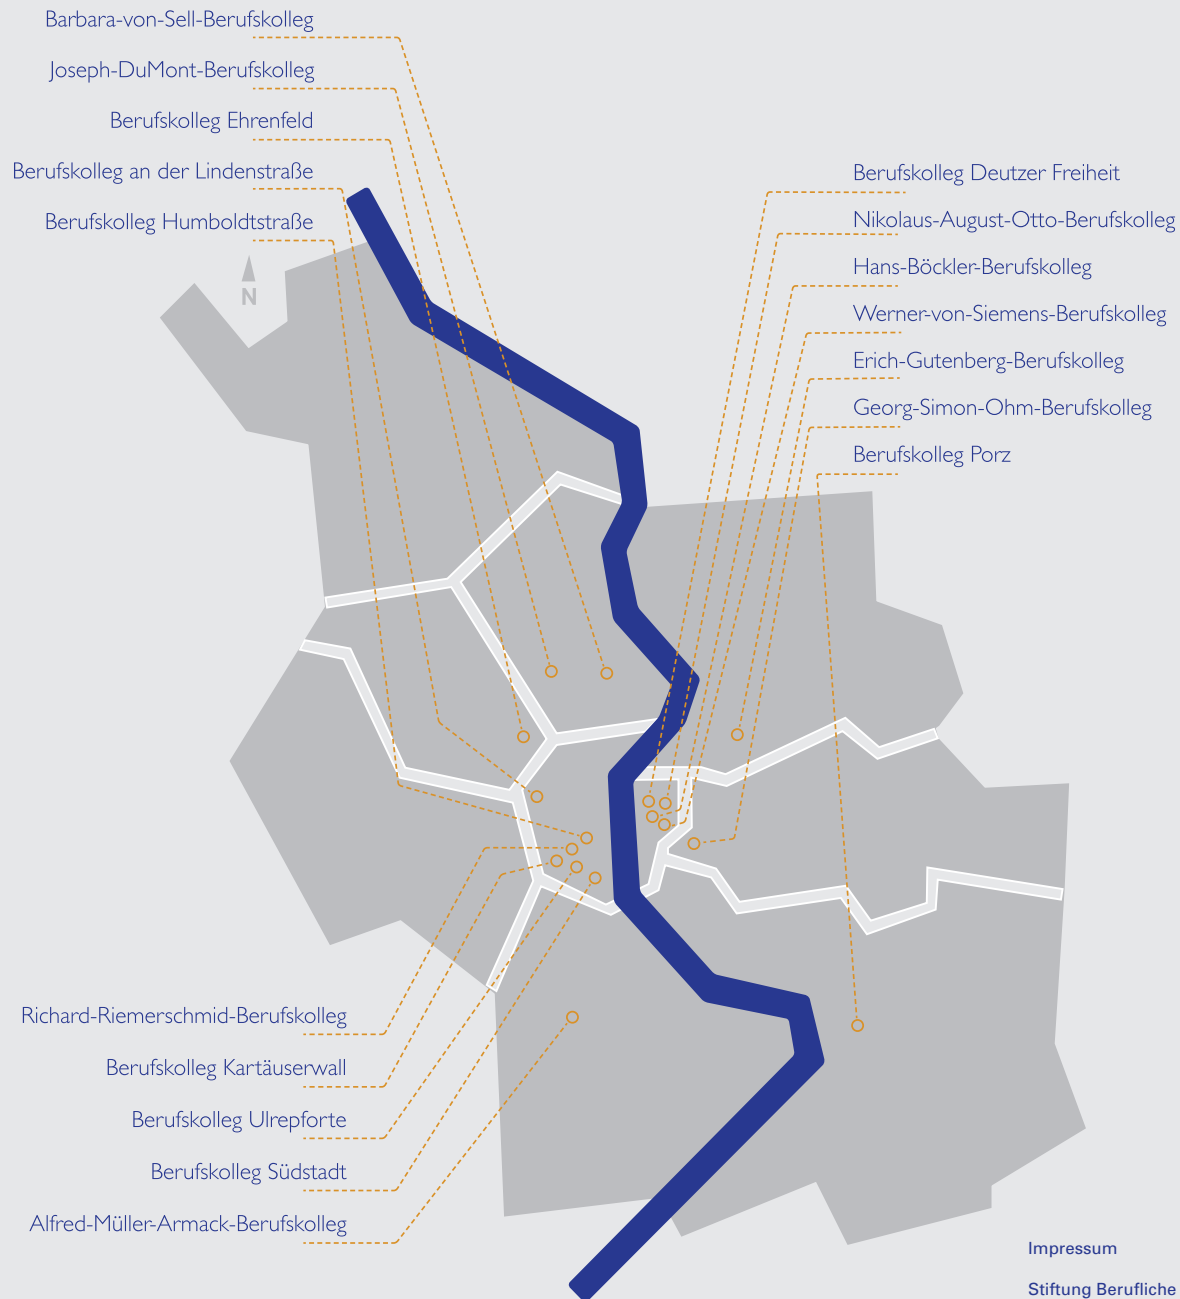 Barbara-von-Sell-Berufskolleg
Joseph-DuMont-Berufskolleg
Berufskolleg Ehrenfeld
Berufskolleg an der Lindenstraße
Berufskolleg Humboldtstraße
N
Berufskolleg Deutzer Freiheit
Nikolaus-August-Otto-Berufskolleg
Hans-Böckler-Berufskolleg
Werner-von-Siemens-Berufskolleg
Erich-Gutenberg-Berufskolleg
Georg-Simon-Ohm-Berufskolleg
Berufskolleg Porz
Richard-Riemerschmid-Berufskolleg
Berufskolleg Kartäuserwall
Berufskolleg Ulrepforte
Berufskolleg Südstadt
Alfred-Müller-Armack-Berufskolleg
Impressum
Stiftung Berufliche